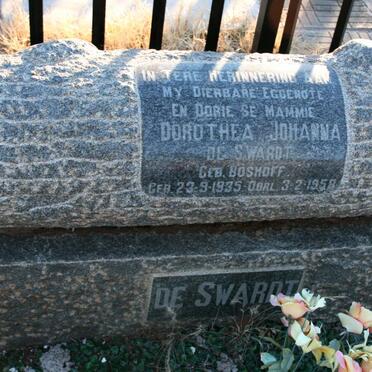 IN TERE HERINNERING AAN
MY DIERBARE EGGENOTE
EN DORIE SE MAMMIE
DOROTHEA JOHANNA
DE SWARDT
GEB. BOSHOFF
GEB. 23-9-1935 OORL. 3-2-1958
DE SWARDT